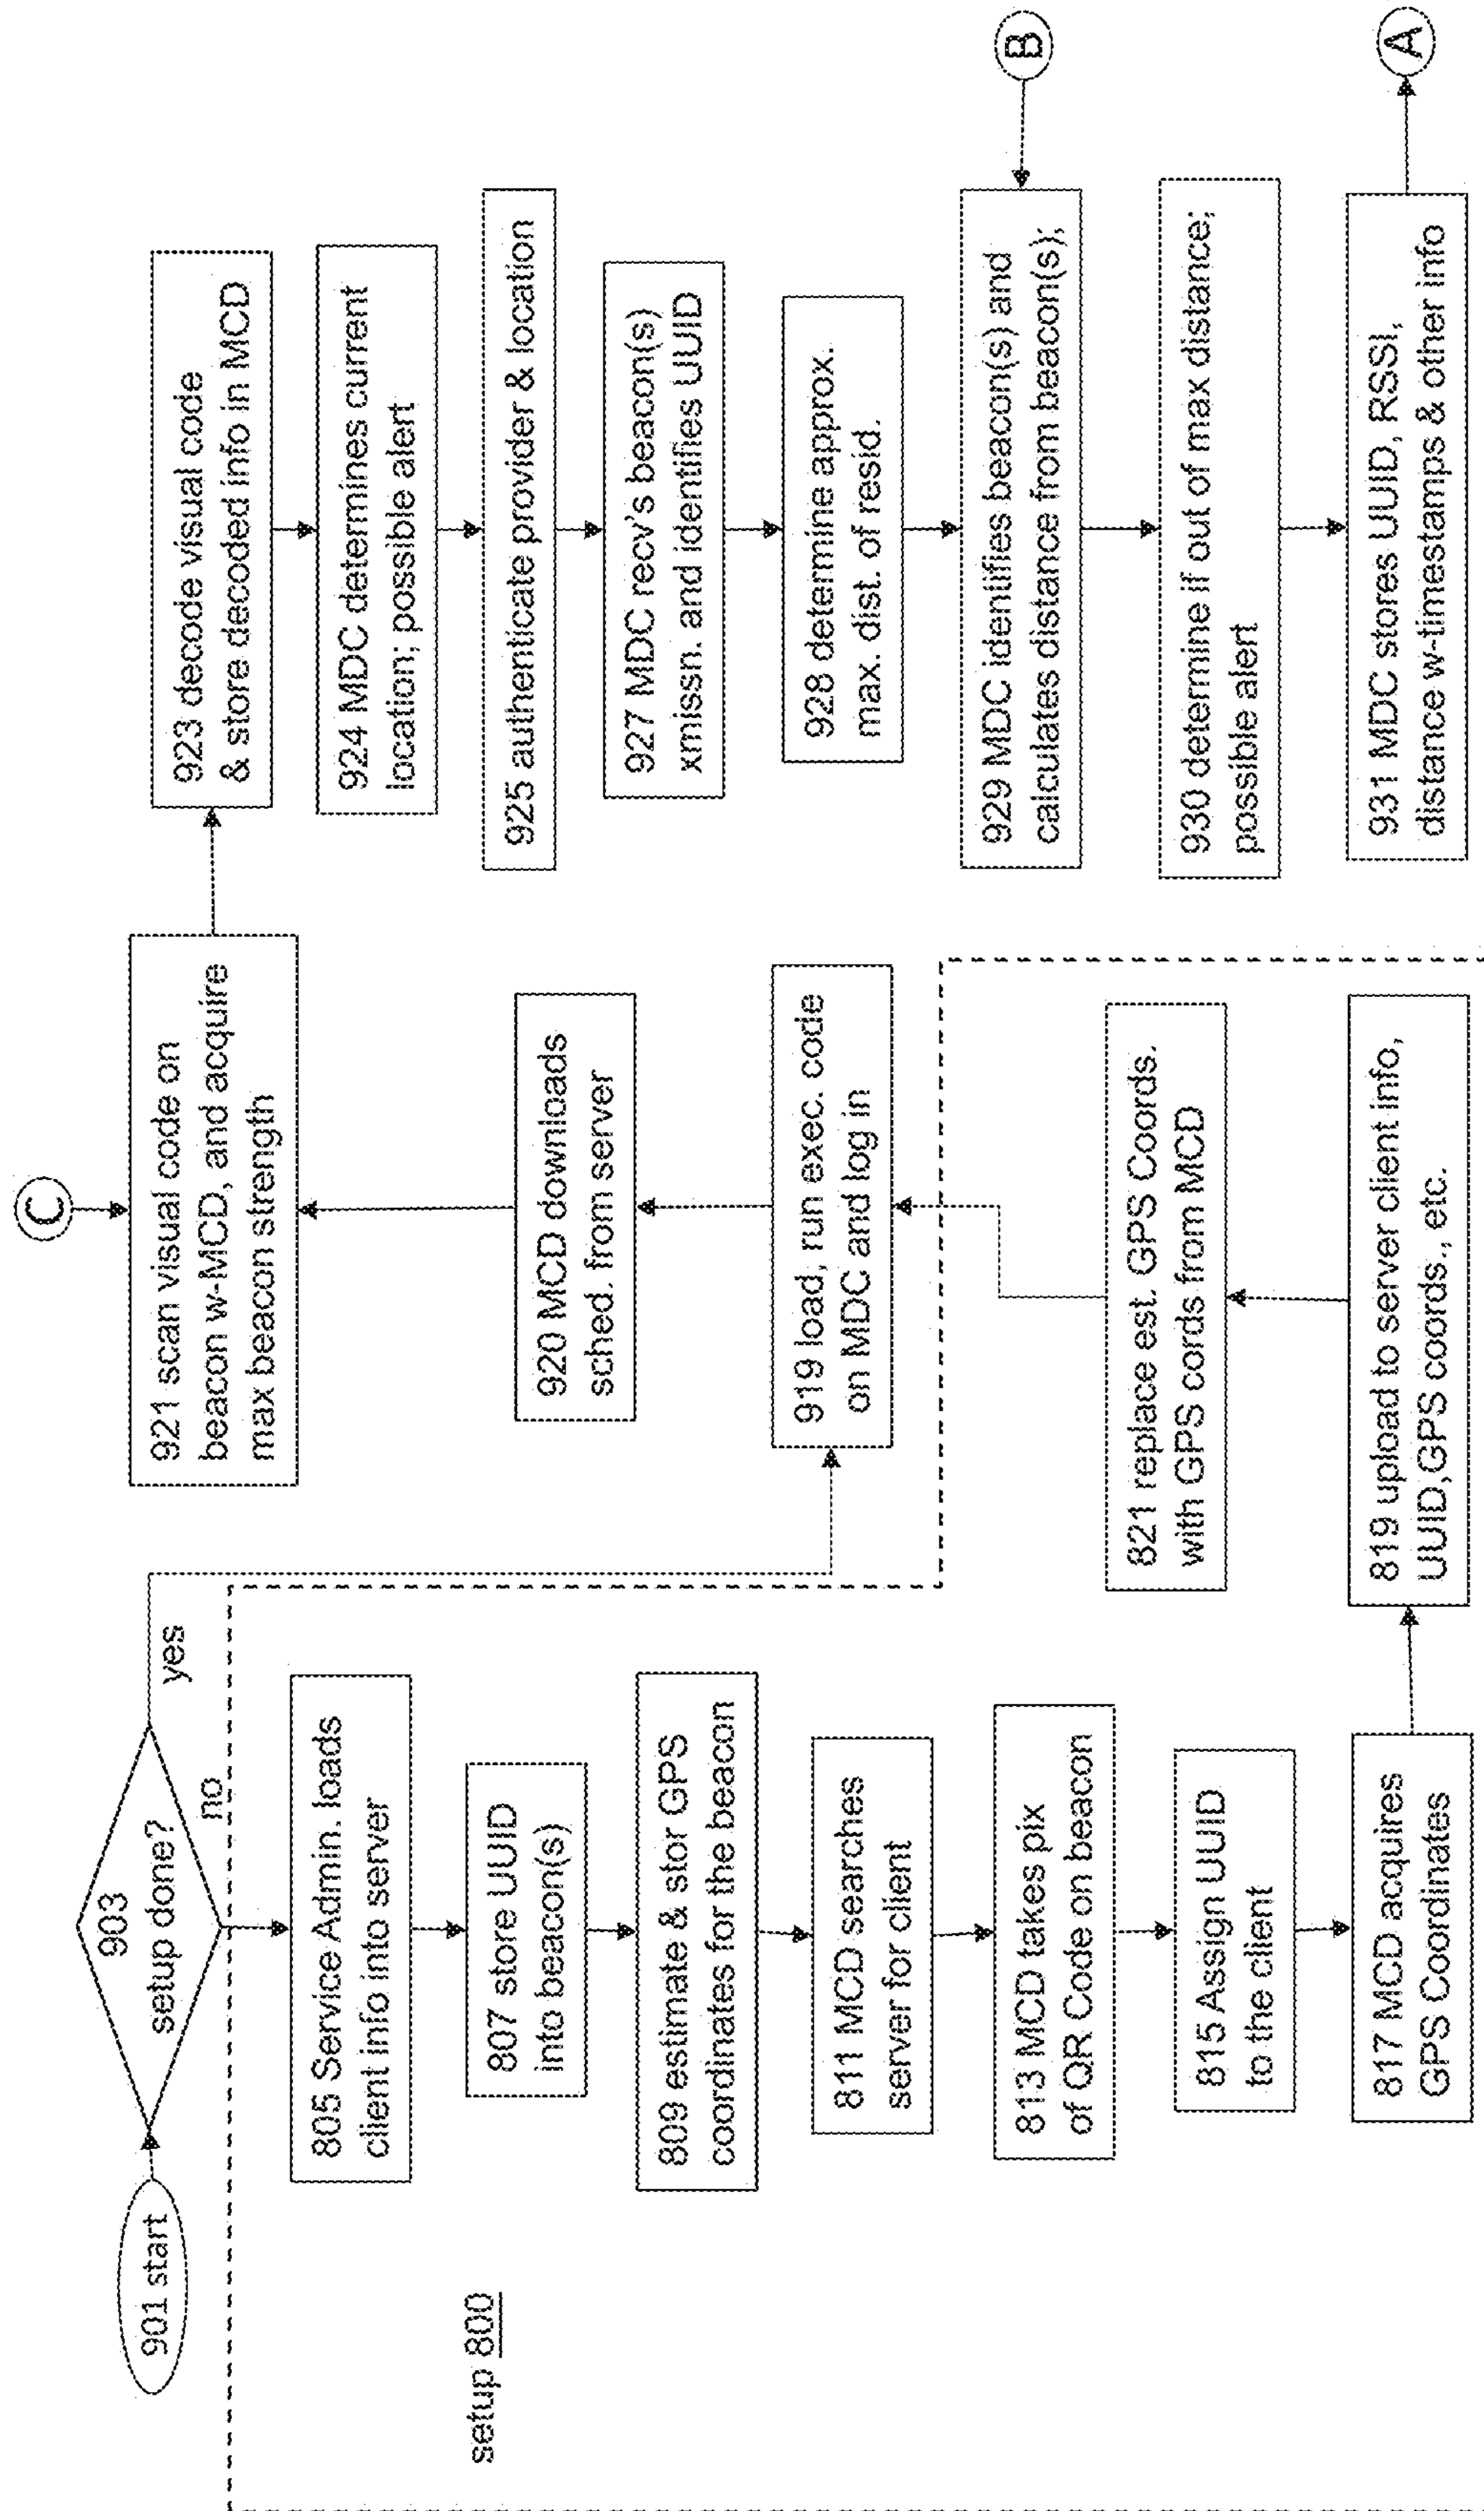 901 start
903
setup done?
yes
no
setup 800
805 Service Admin. loads
client info into server
807 store UUID
into beacon(s)
809 estimate & stor GPS
coordinates for the beacon
811 MCD searches
server for client
813 MCD takes pix
of QR Code on beacon
815 Assign UUID
to the client
817 MCD acquires
GPS Coordinates
819 upload to server client info,
UUID,GPS coords., etc.
821 replace est. GPS Coords.
with GPS cords from MCD
919 load, run exec. code
on MDC and log in
920 MCD downloads
sched. from server
C
921 scan visual code on
beacon w-MCD, and acquire
max beacon strength
923 decode visual code
& store decoded info in MCD
924 MDC determines current
location; possible alert
925 authenticate provider & location
927 MDC recv's beacon(s)
xmissn. and identifies UUID
928 determine approx.
max. dist. of resid.
B
929 MDC identifies beacon(s) and
calculates distance from beacon(s);
930 determine if out of max distance;
possible alert
931 MDC stores UUID, RSSI,
distance w-timestamps & other info
A